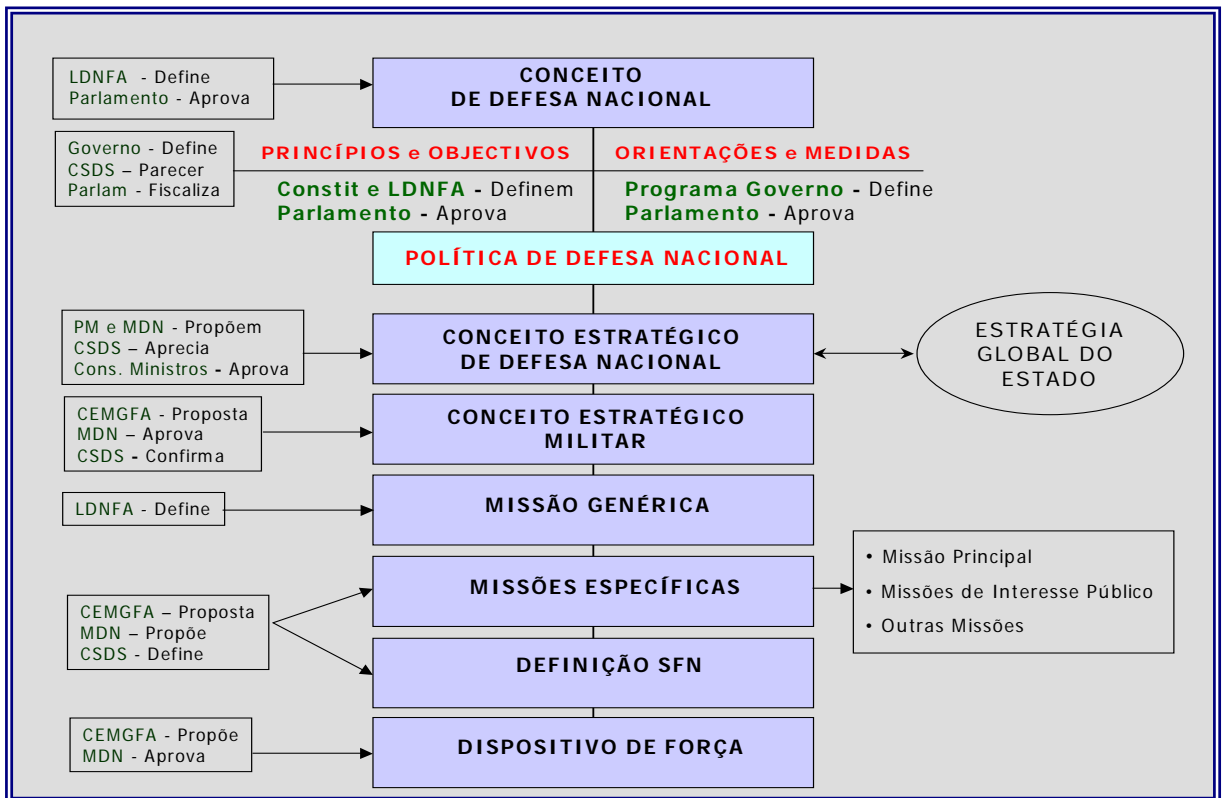 LDNFA - Define
Parlamento - Aprova
CONCEITO
DE DEFESA NACIONAL
Governo - Define
CSDS – Parecer
Parlam - Fiscaliza
PRINCÍPIOS e OBJECTIVOS
Constit e LDNFA - Definem
Parlamento - Aprova
ORIENTAÇÕES e MEDIDAS
Programa Governo - Define
Parlamento - Aprova
POLÍTICA DE DEFESA NACIONAL
PM e MDN - Propõem
CSDS – Aprecia
Cons. Ministros - Aprova
CONCEITO ESTRATÉGICO
DE DEFESA NACIONAL
ESTRATÉGIA
GLOBAL DO
ESTADO
CEMGFA - Proposta
MDN – Aprova
CSDS - Confirma
CONCEITO ESTRATÉGICO
MILITAR
LDNFA - Define
MISSÃO GENÉRICA
MISSÕES ESPECÍFICAS
• Missão Principal
• Missões de Interesse Público
• Outras Missões
CEMGFA – Proposta
MDN – Propõe
CSDS - Define
DEFINIÇÃO SFN
CEMGFA - Propõe
MDN - Aprova
DISPOSITIVO DE FORÇA